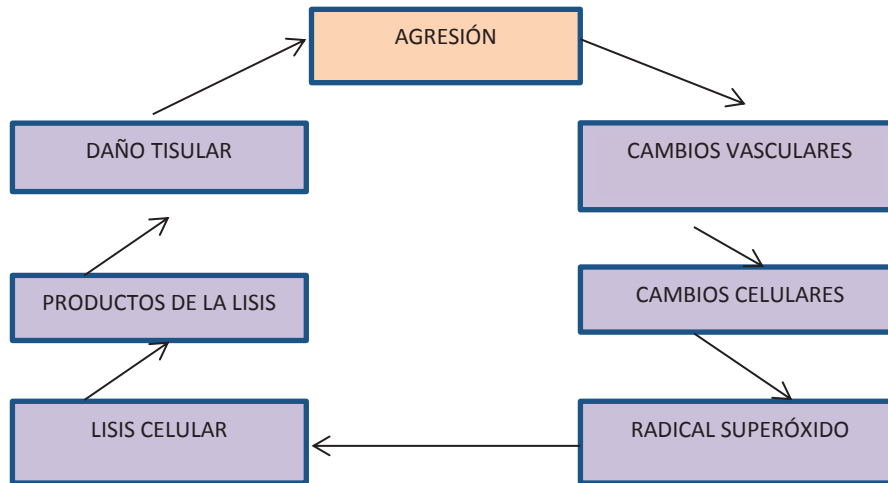 AGRESIÓN
DAÑO TISULAR
CAMBIOS VASCULARES
PRODUCTOS DE LA LISIS
CAMBIOS CELULARES
LISIS CELULAR
RADICAL SUPERÓXIDO